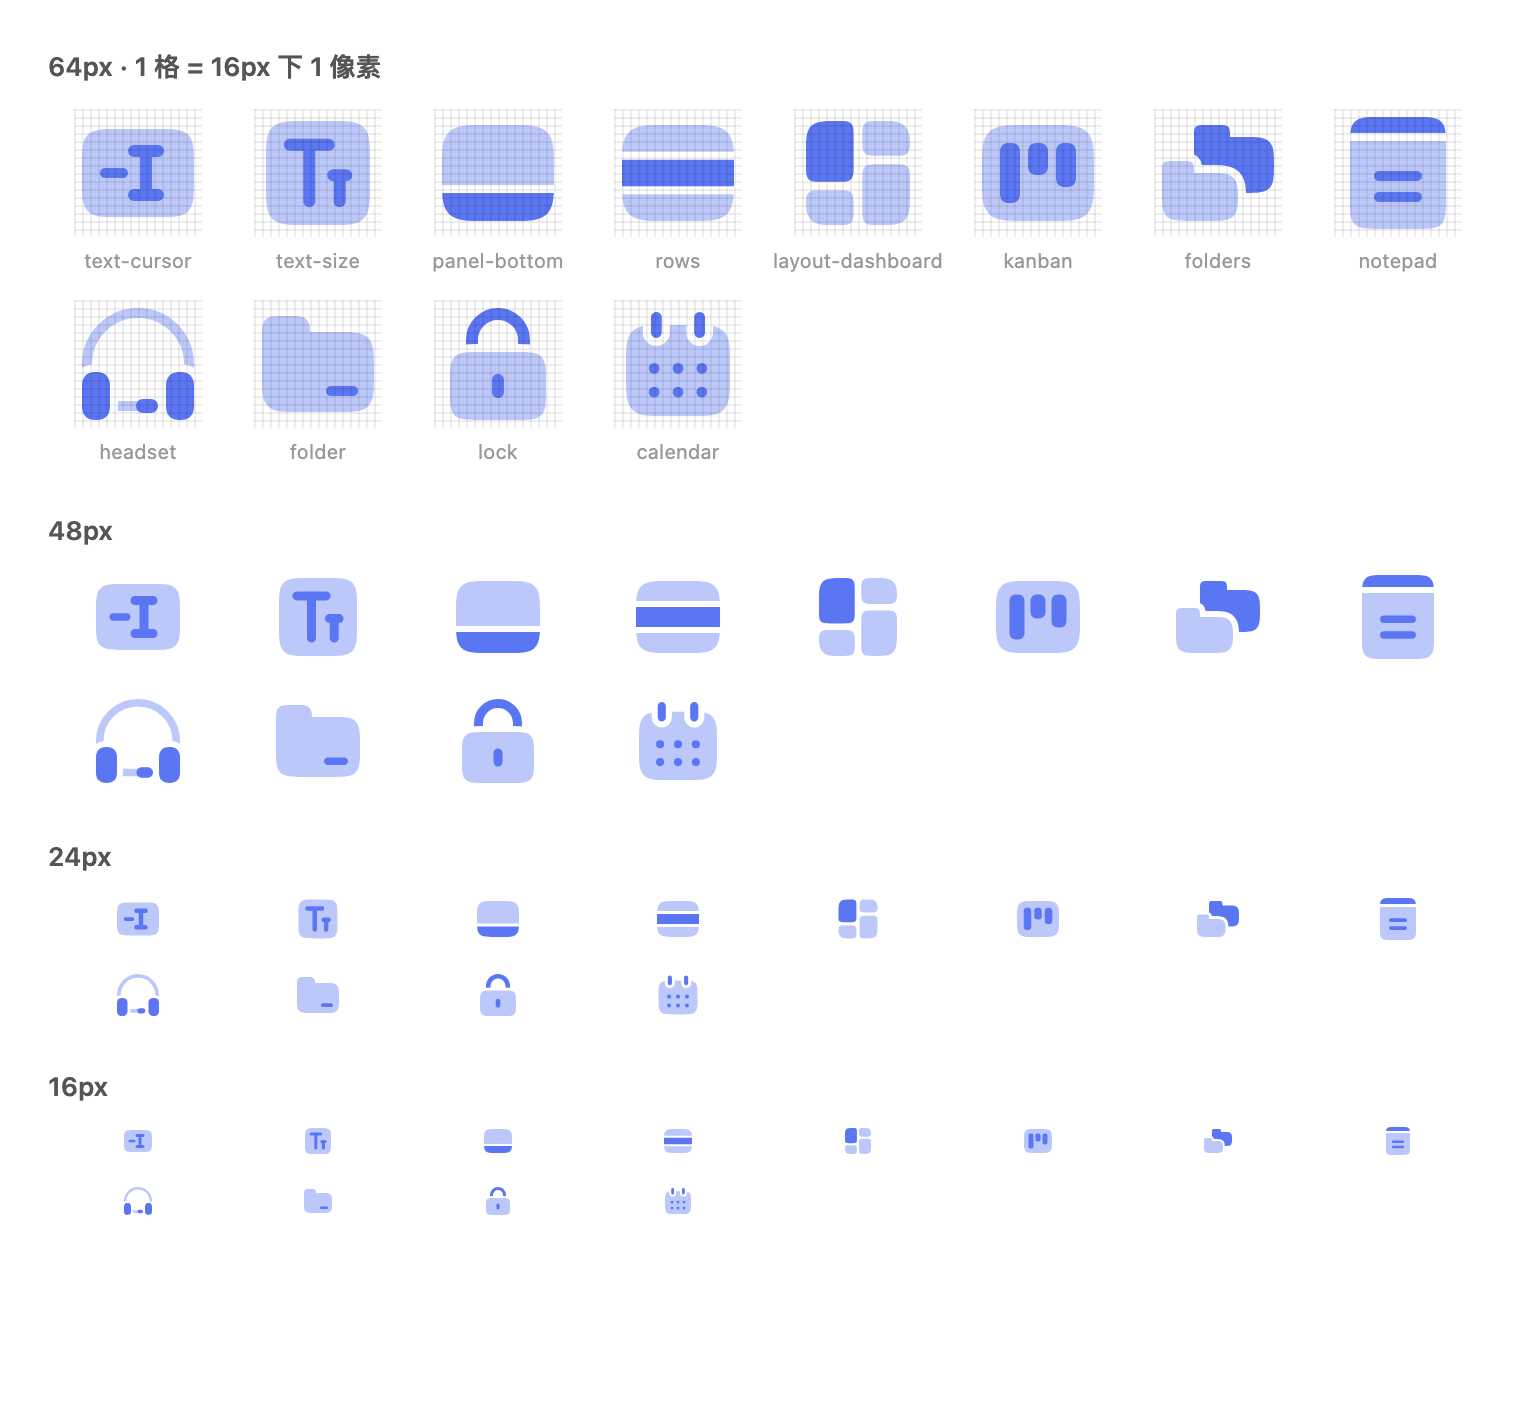 64px · 1 格 = 16px 下 1 像素
text-cursor text-size panel-bottom rows layout-dashboard kanban folders notepad
headset folder lock calendar
48px
24px
16px